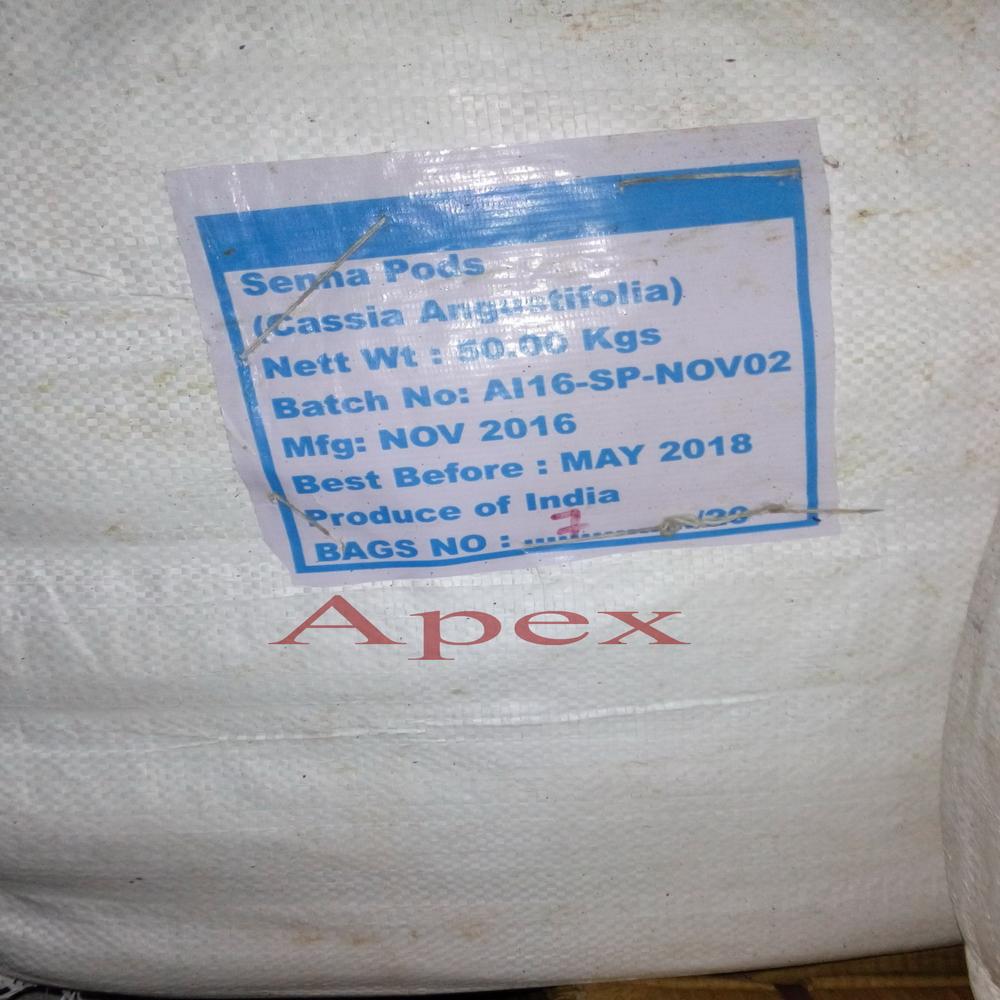 Senna Pods
(Cassia Angustifolia)
Nett Wt : 50.00 Kgs
Batch No: AI16-SP-NOV02
Mfg: NOV 2016
Best Before : MAY 2018
Produce of India
BAGS NO : 7
Apex